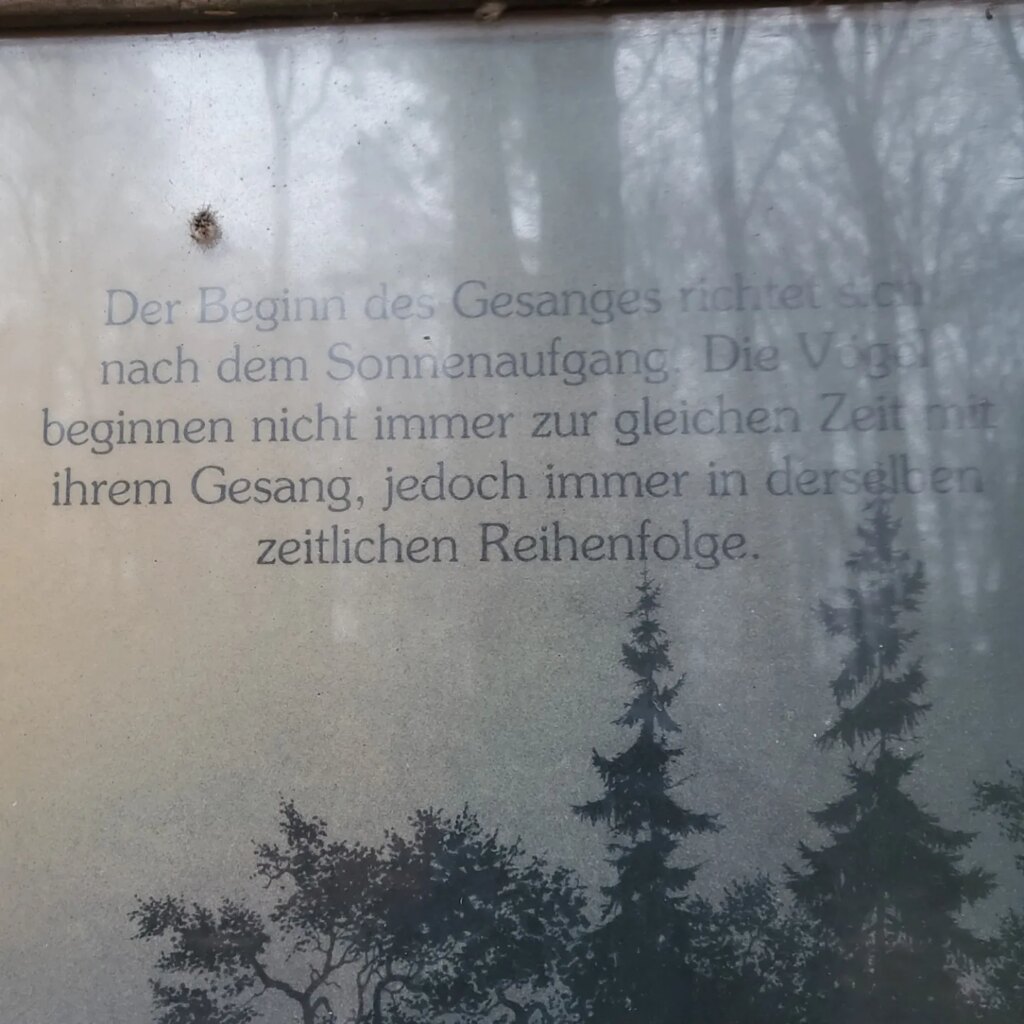 Der Beginn des Gesanges richtet sich
nach dem Sonnenaufgang. Die Vögel
beginnen nicht immer zur gleichen Zeit mit
ihrem Gesang, jedoch immer in derselben
zeitlichen Reihenfolge.